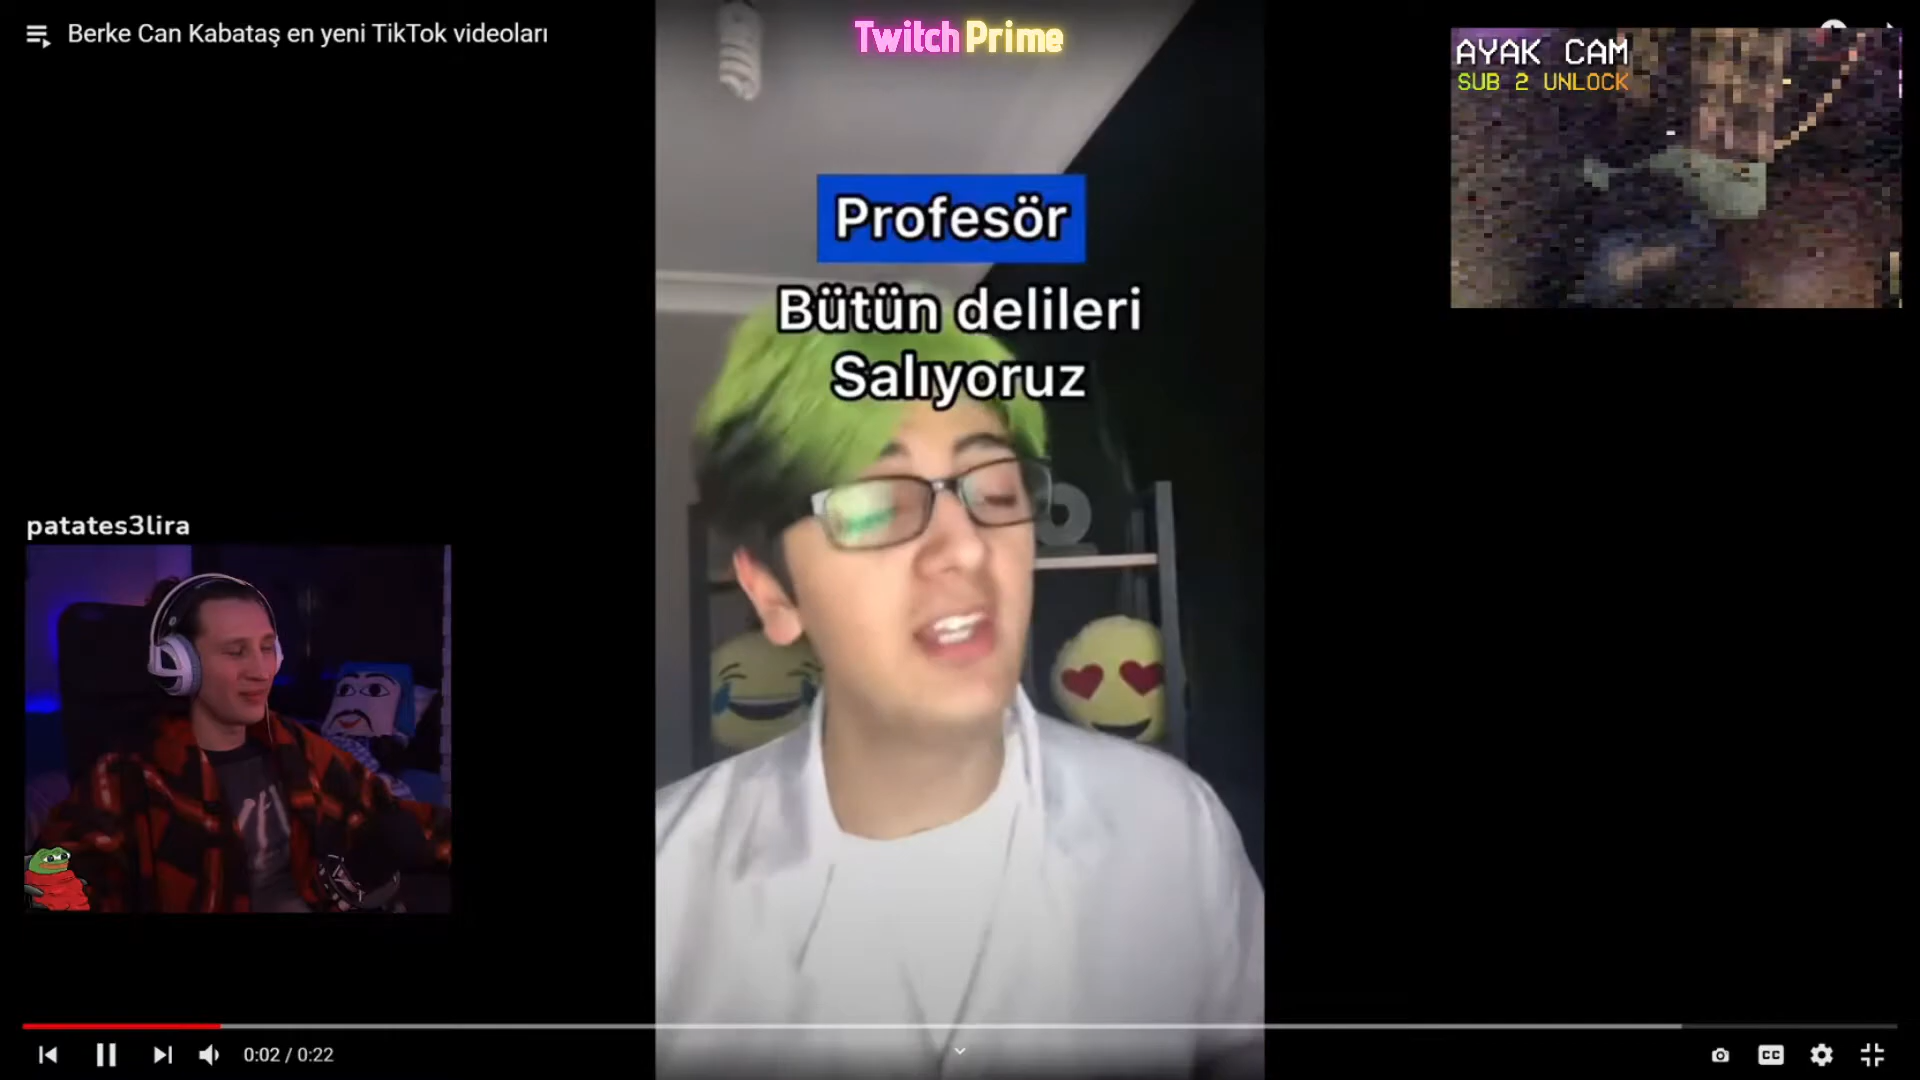 Berke Can Kabataş en yeni TikTok videoları
Twitch Prime
AYAK CAM
SUB 2 UNLOCK
Profesör
Bütün delileri
Salıyoruz
patates3lira
0:02 / 0:22
CC